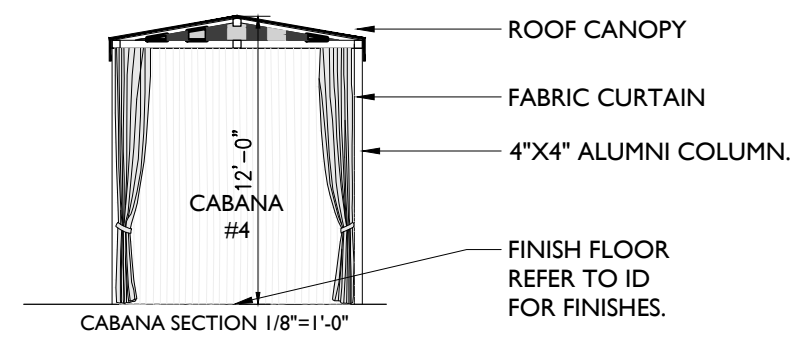 ROOF CANOPY
FABRIC CURTAIN
4"X4" ALUMNI COLUMN.
12'-0"
CABANA
#4
FINISH FLOOR
REFER TO ID
FOR FINISHES.
CABANA SECTION 1/8"=1'-0"